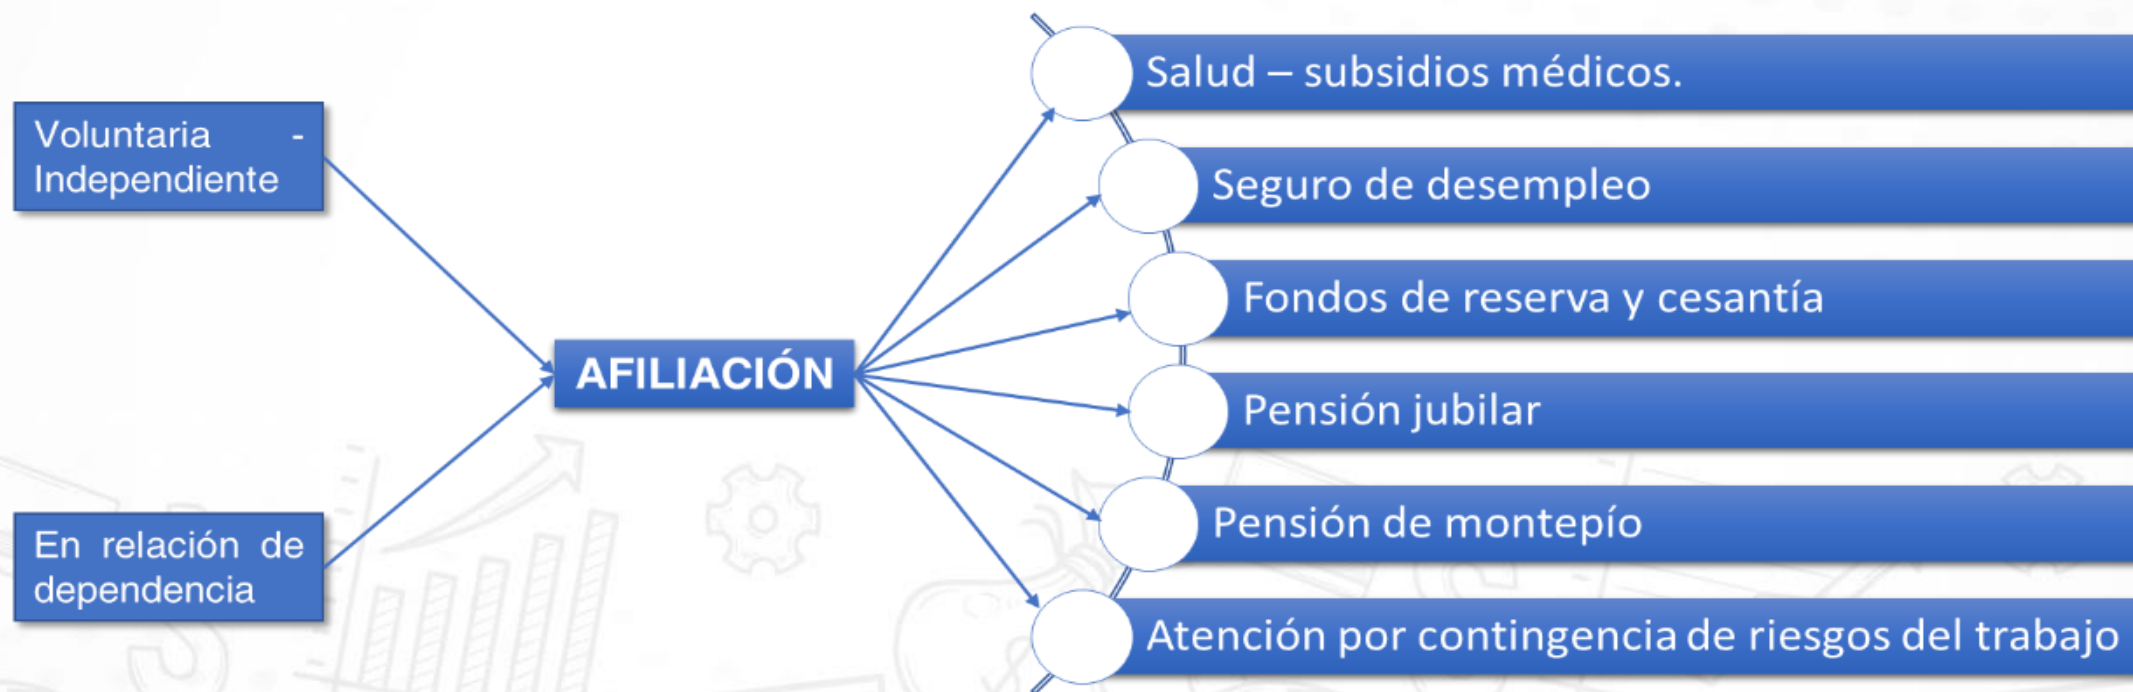 Voluntaria -
Independiente
En relación de
dependencia
AFILIACIÓN
Salud – subsidios médicos.
Seguro de desempleo
Fondos de reserva y cesantía
Pensión jubilar
Pensión de montepío
Atención por contingencia de riesgos del trabajo